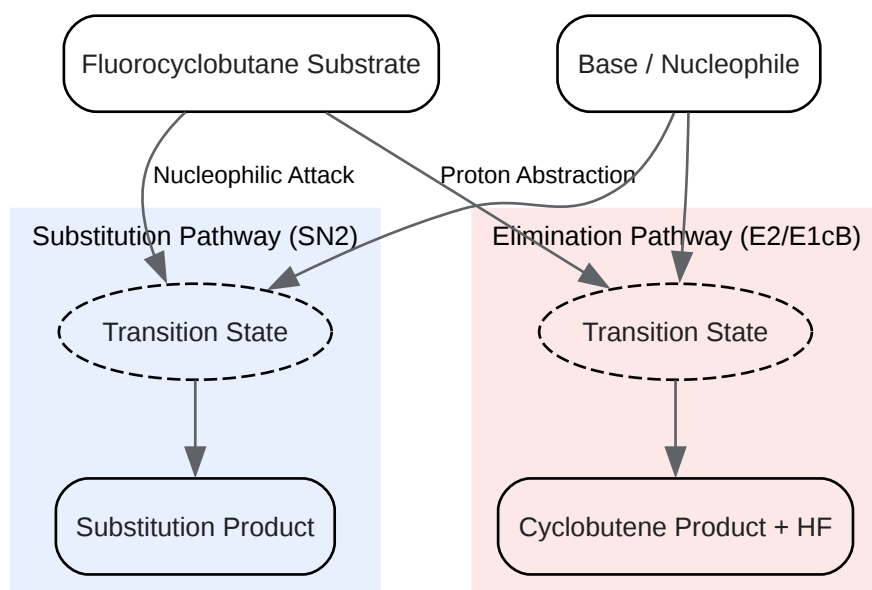 Fluorocyclobutane Substrate
Base / Nucleophile
Nucleophilic Attack
Proton Abstraction
Substitution Pathway (SN2)
Elimination Pathway (E2/E1cB)
Transition State
Transition State
Substitution Product
Cyclobutene Product + HF